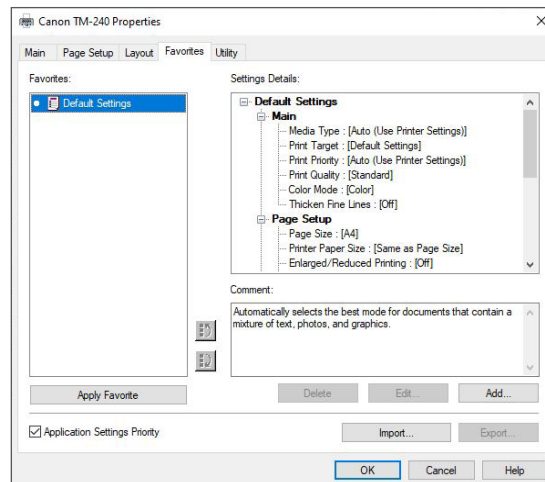 Canon TM-240 Properties
Main Page Setup Layout Favorites Utility
Favorites:
Default Settings
Settings Details:
Default Settings
Main
Media Type : [Auto (Use Printer Settings)]
Print Target : [Default Settings]
Print Priority : [Auto (Use Printer Settings)]
Print Quality : [Standard]
Color Mode : [Color]
Thicken Fine Lines : [Off]
Page Setup
Page Size : [A4]
Printer Paper Size : [Same as Page Size]
Enlarged/Reduced Printing : [Off]
Comment:
Automatically selects the best mode for documents that contain a
mixture of text, photos, and graphics.
Apply Favorite
Delete Edit... Add...
Application Settings Priority
Import... Export...
OK Cancel Help